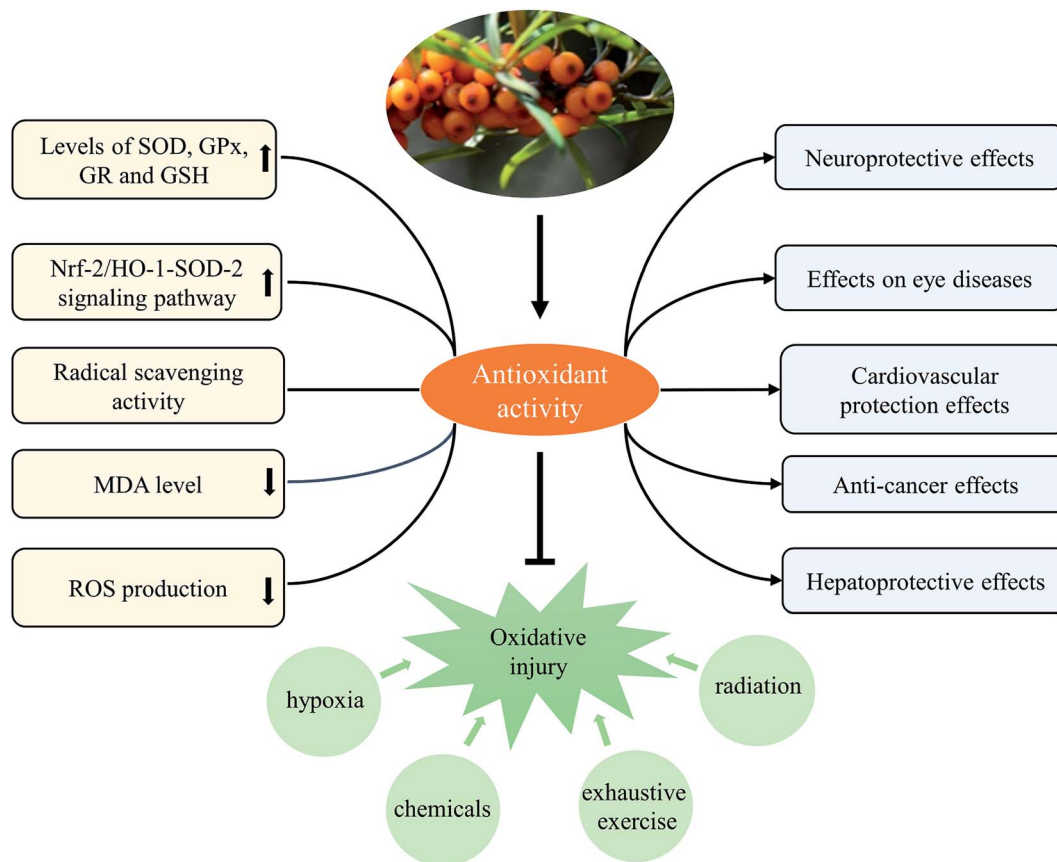 Levels of SOD, GPx,
GR and GSH
Nrf-2/HO-1-SOD-2
signaling pathway
Radical scavenging
activity
MDA level
ROS production
Antioxidant
activity
Neuroprotective effects
Effects on eye diseases
Cardiovascular
protection effects
Anti-cancer effects
Hepatoprotective effects
Oxidative
injury
hypoxia
chemicals
exhaustive
exercise
radiation